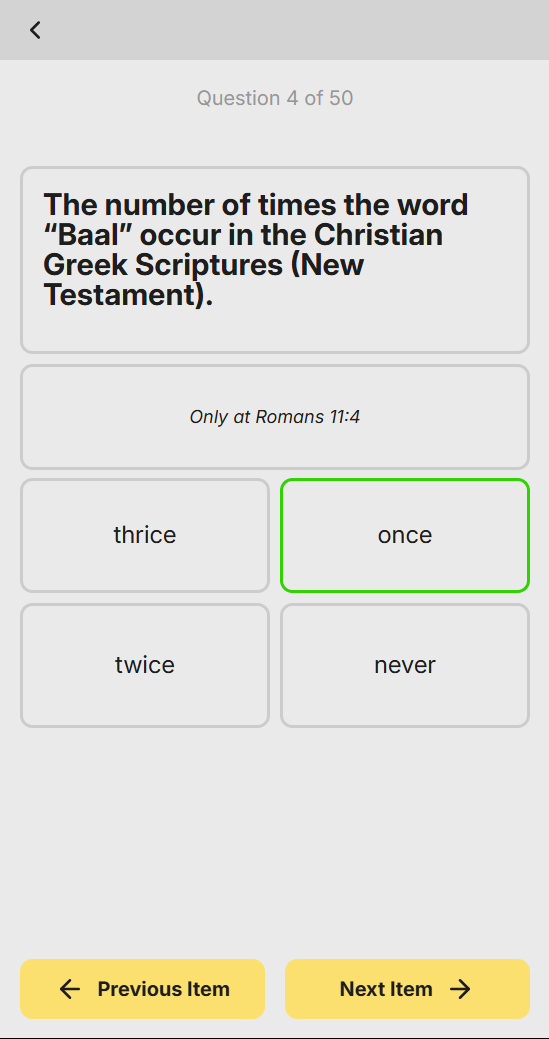 Question 4 of 50
The number of times the word
“Baal” occur in the Christian
Greek Scriptures (New
Testament).
Only at Romans 11:4
thrice
once
twice
never
Previous Item
Next Item